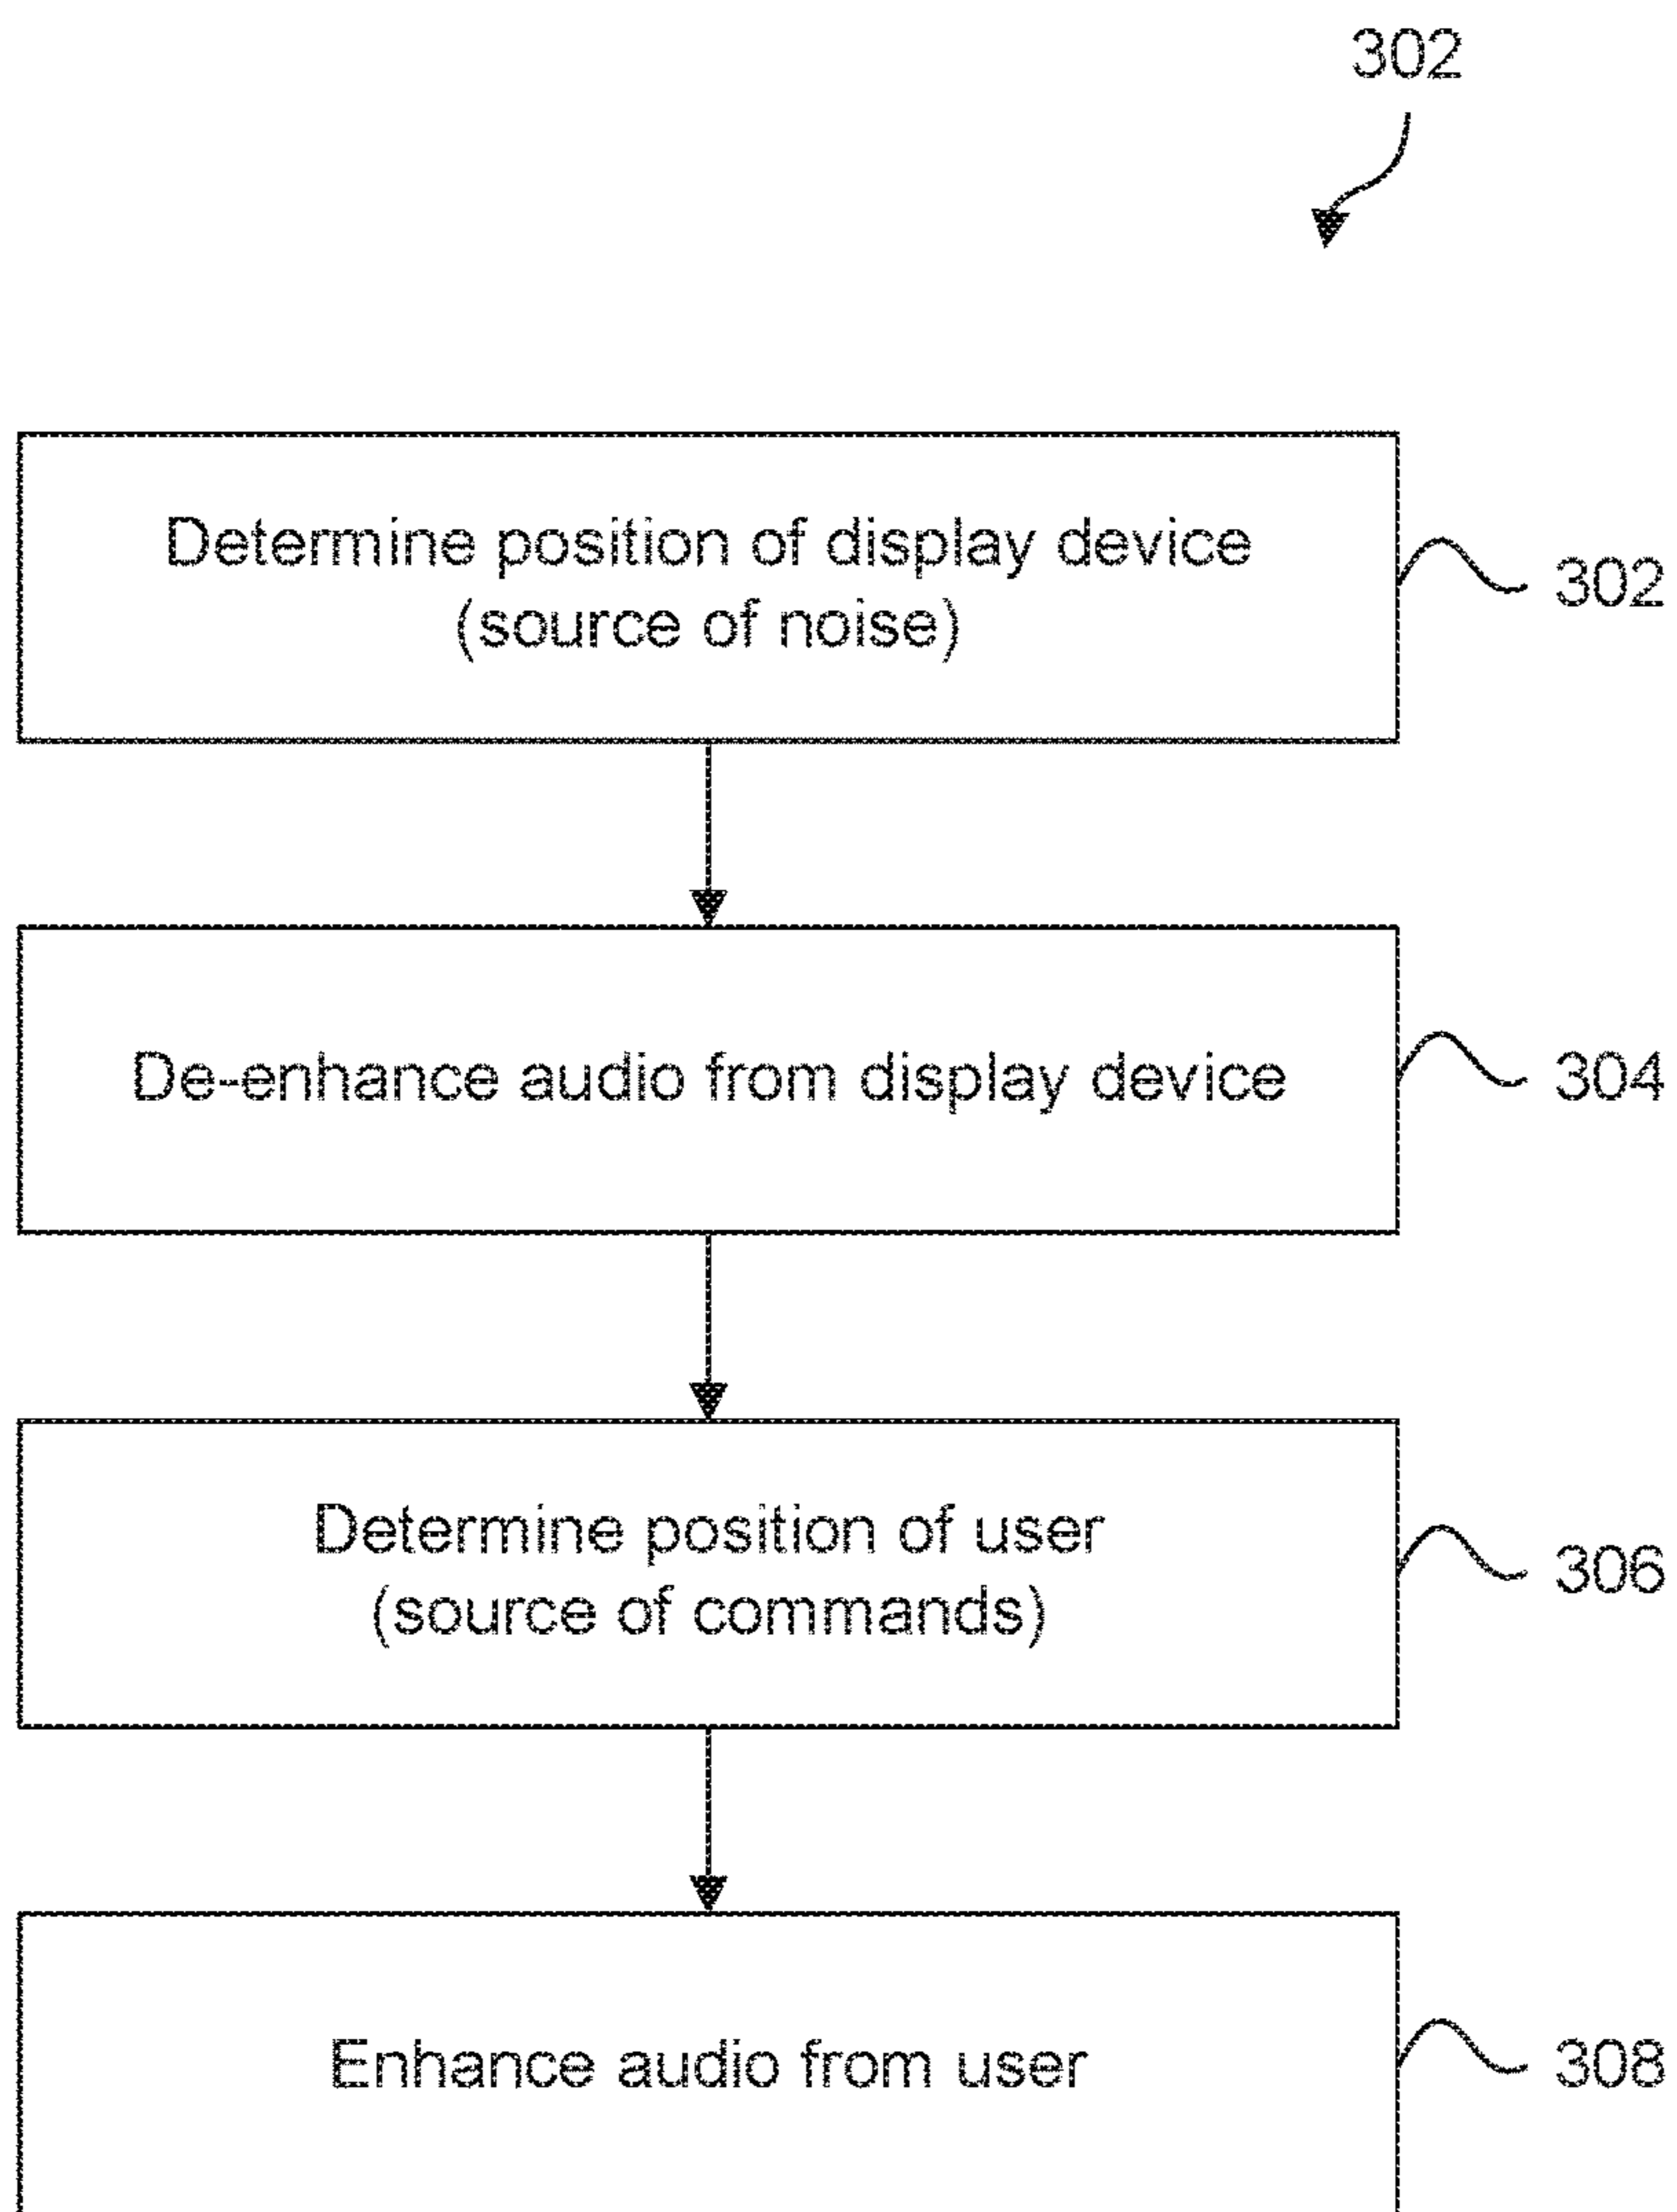 302
Determine position of display device
(source of noise)
302
De-enhance audio from display device
304
Determine position of user
(source of commands)
306
Enhance audio from user
308